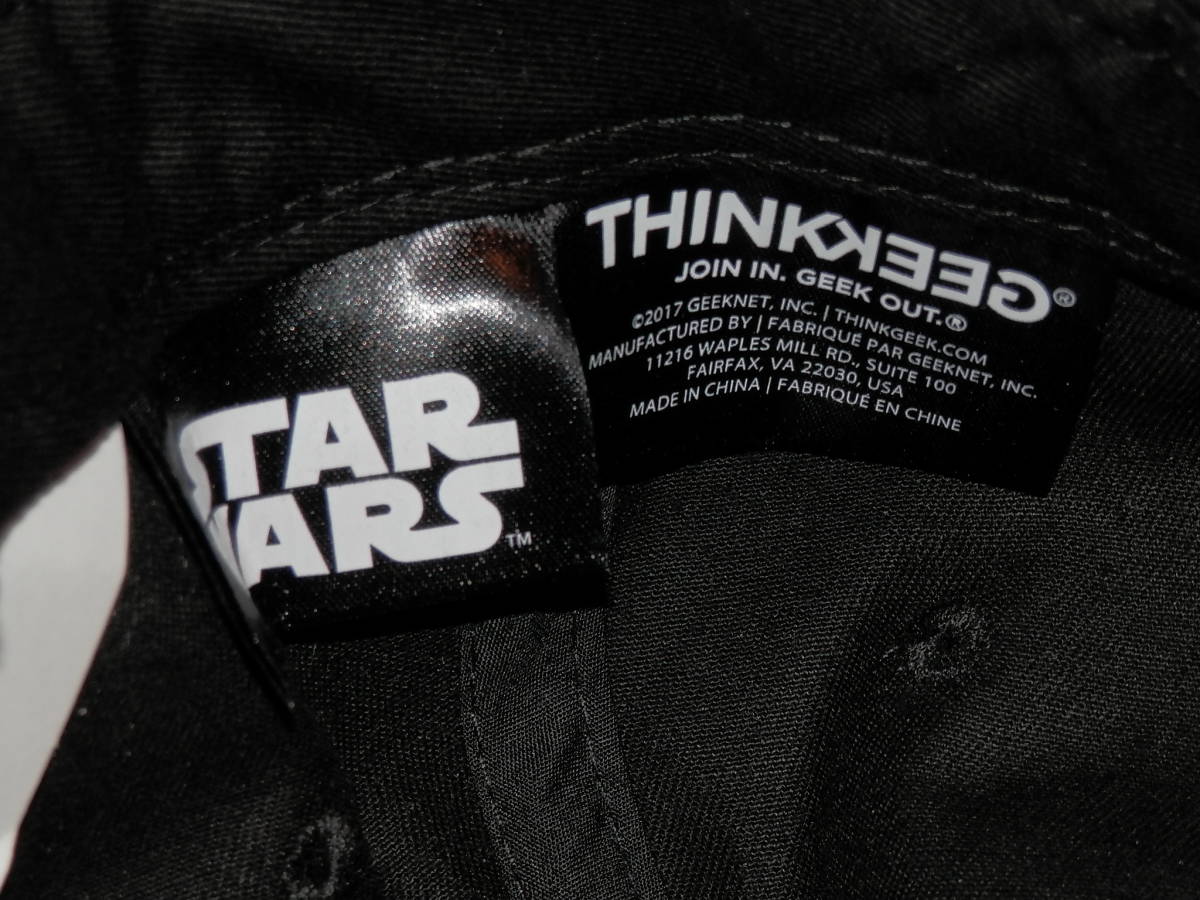 STAR
WARS
TM
THINKGEEK®
JOIN IN. GEEK OUT.®
©2017 GEEKNET, INC. | THINKGEEK.COM
MANUFACTURED BY | FABRIQUÉ PAR GEEKNET, INC.
11216 WAPLES MILL RD., SUITE 100
FAIRFAX, VA 22030, USA
MADE IN CHINA | FABRIQUÉ EN CHINE